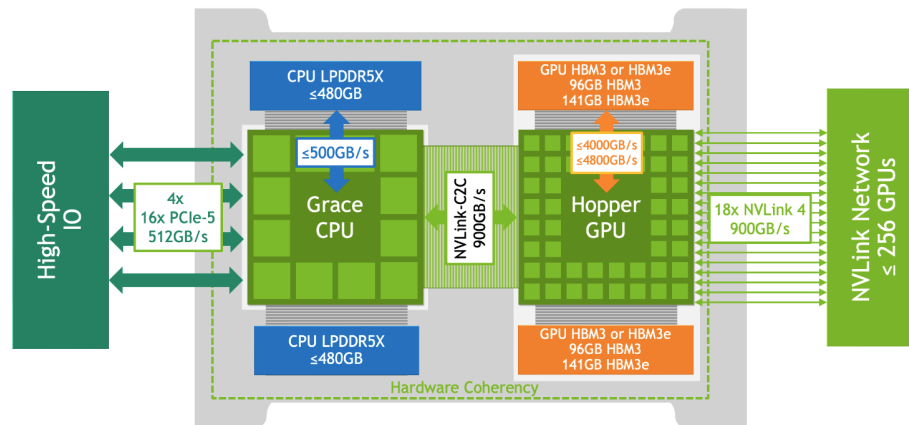 CPU LPDDR5X
≤480GB
GPU HBM3 or HBM3e
96GB HBM3
141GB HBM3e
High-Speed
IO
4x
16x PCIe-5
512GB/s
≤500GB/s
Grace
CPU
NVLink-C2C
900GB/s
≤4000GB/s
≤4800GB/s
Hopper
GPU
18x NVLink 4
900GB/s
NVLink Network
≤ 256 GPUs
CPU LPDDR5X
≤480GB
GPU HBM3 or HBM3e
96GB HBM3
141GB HBM3e
Hardware Coherency